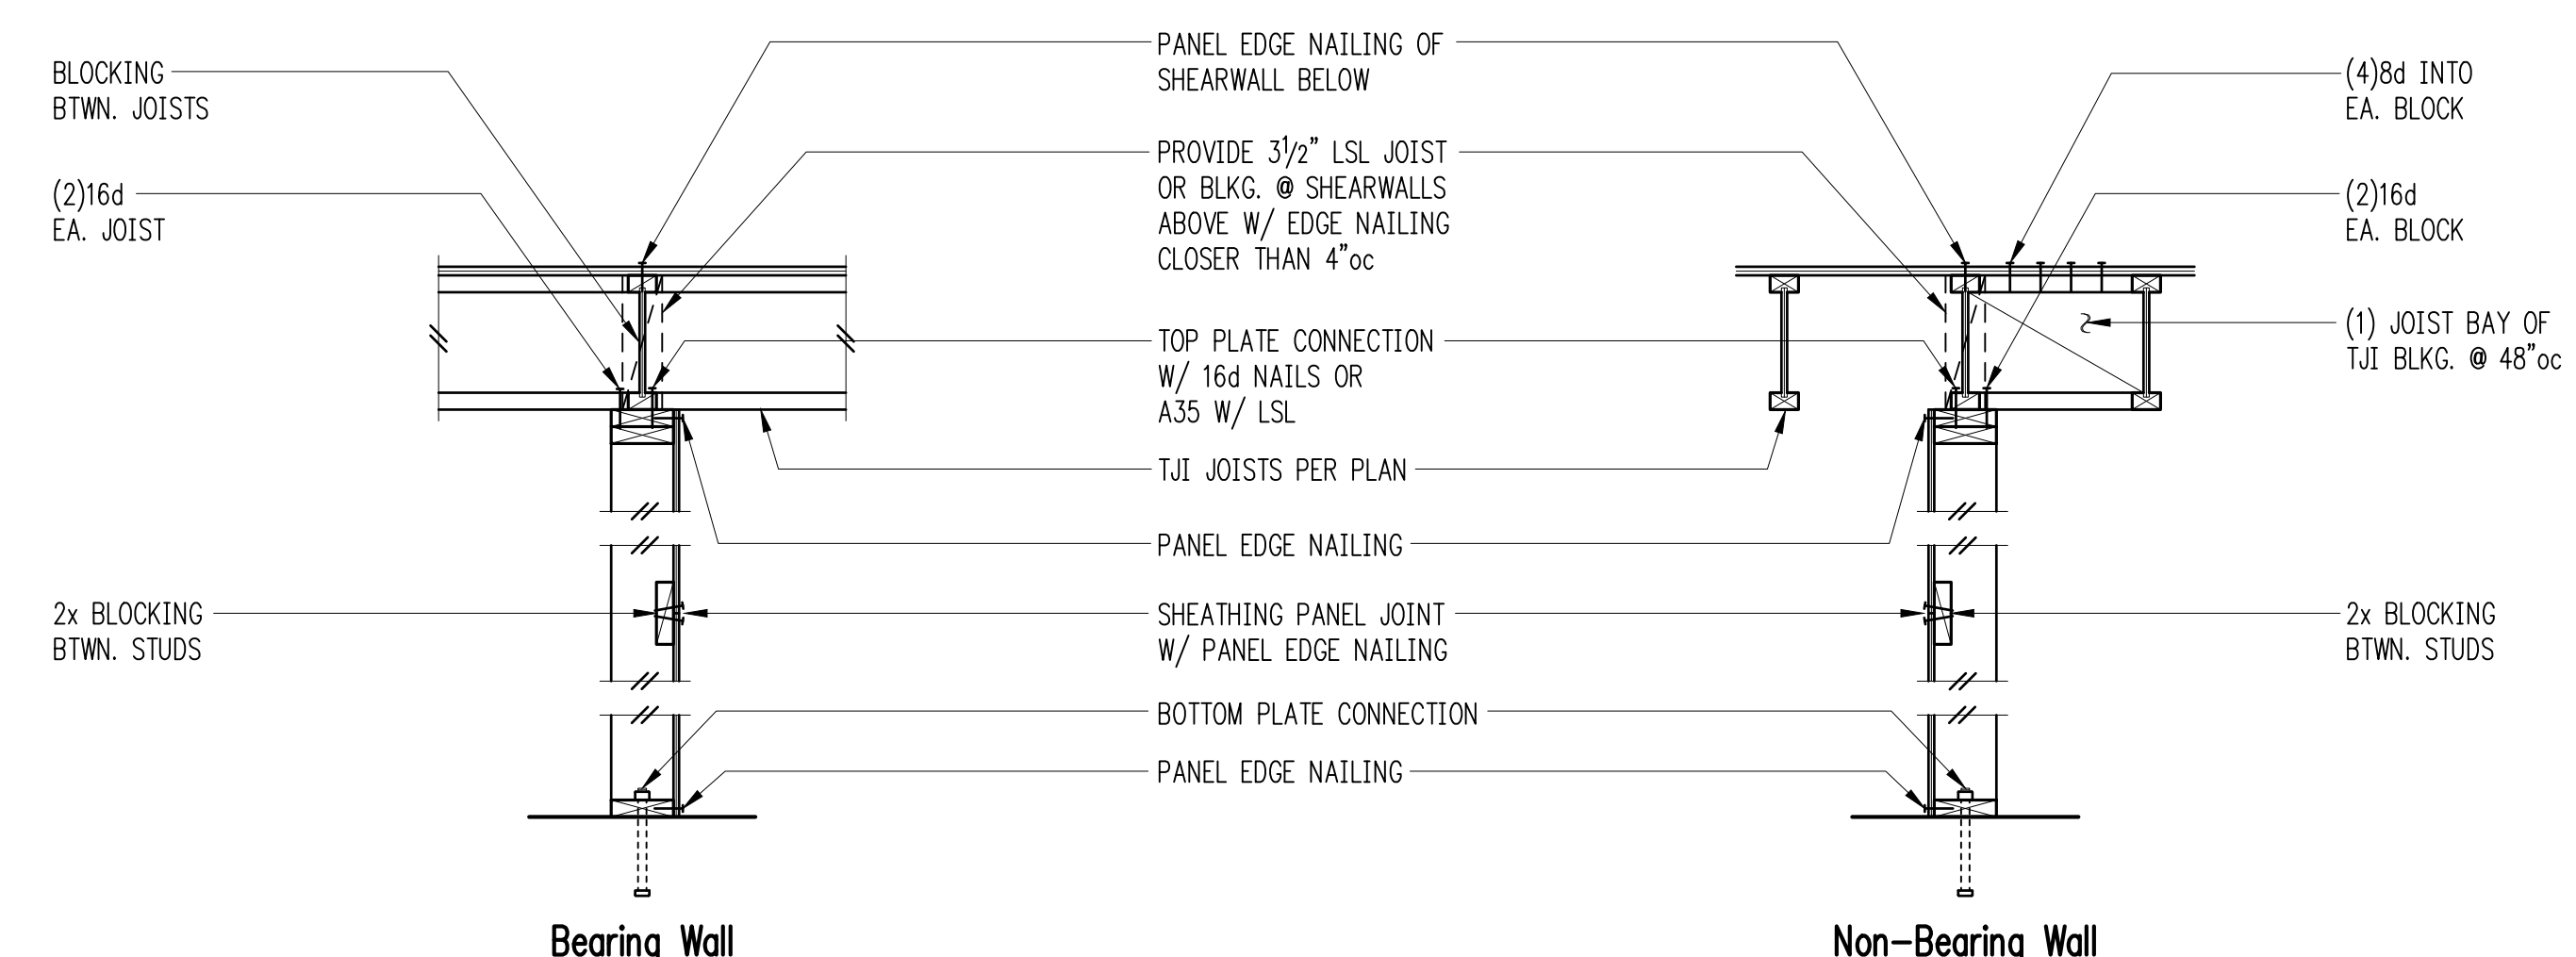 BLOCKING
BTWN. JOISTS
(2)16d
EA. JOIST
PANEL EDGE NAILING OF
SHEARWALL BELOW
PROVIDE 3 1/2" LSL JOIST
OR BLKG. @ SHEARWALLS
ABOVE W/ EDGE NAILING
CLOSER THAN 4"oc
TOP PLATE CONNECTION
W/ 16d NAILS OR
A35 W/ LSL
TJI JOISTS PER PLAN
PANEL EDGE NAILING
2x BLOCKING
BTWN. STUDS
SHEATHING PANEL JOINT
W/ PANEL EDGE NAILING
BOTTOM PLATE CONNECTION
PANEL EDGE NAILING
(4)8d INTO
EA. BLOCK
(2)16d
EA. BLOCK
(1) JOIST BAY OF
TJI BLKG. @ 48"oc
2x BLOCKING
BTWN. STUDS
Bearing Wall
Non-Bearing Wall